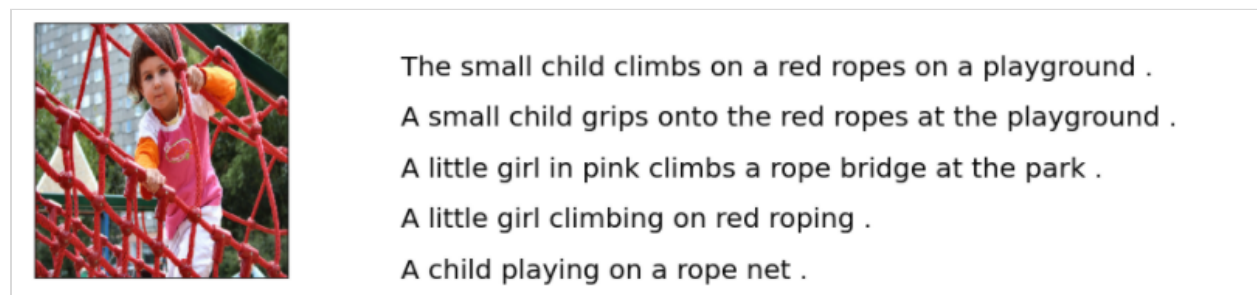 The small child climbs on a red ropes on a playground .
A small child grips onto the red ropes at the playground .
A little girl in pink climbs a rope bridge at the park .
A little girl climbing on red roping .
A child playing on a rope net .